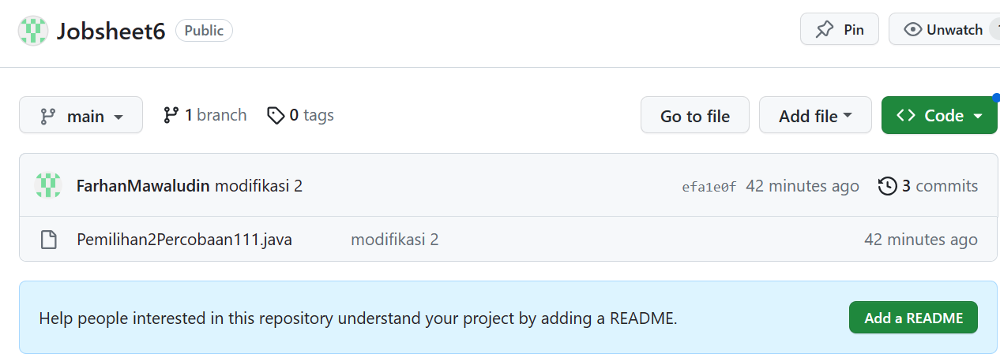 Jobsheet6 Public Pin Unwatch
main 1 branch 0 tags Go to file Add file Code
FarhanMawaludin modifikasi 2 efa1e0f 42 minutes ago 3 commits
Pemilihan2Percobaan111.java modifikasi 2 42 minutes ago
Help people interested in this repository understand your project by adding a README. Add a README